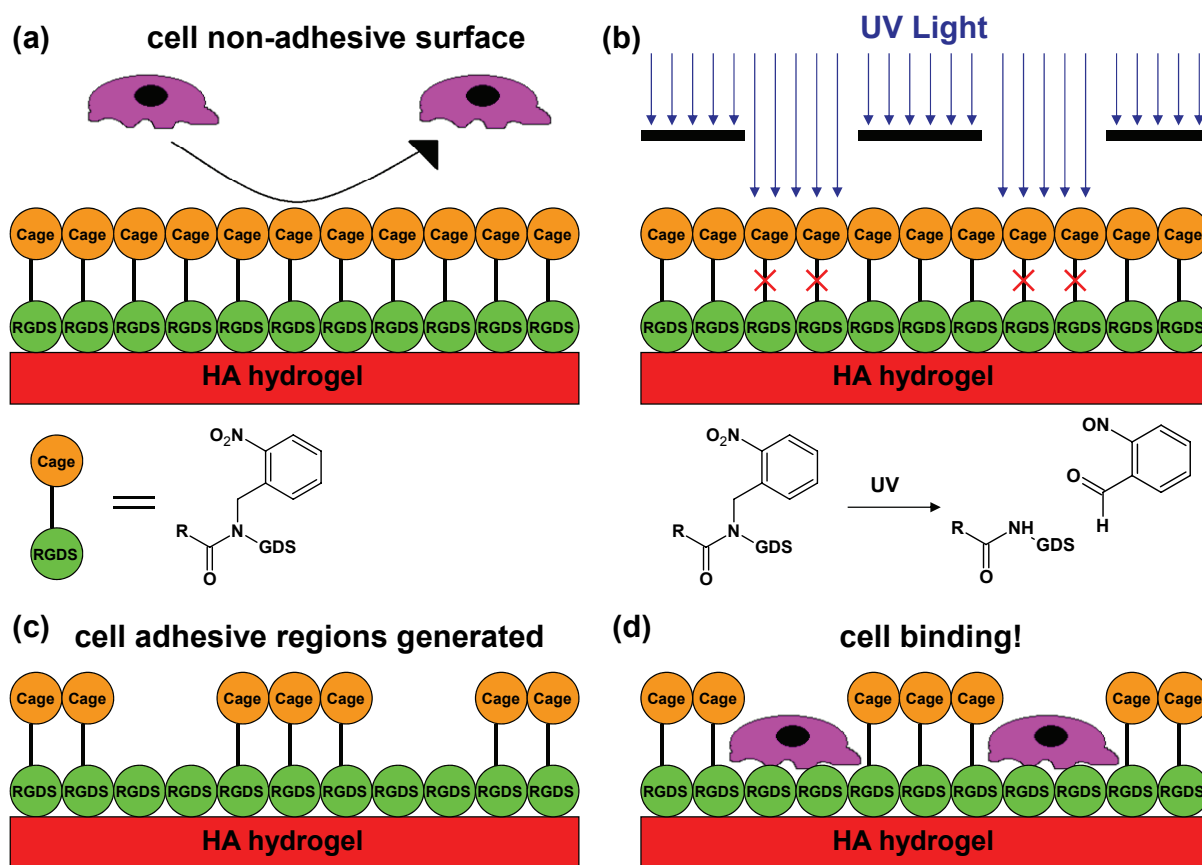 (a) cell non-adhesive surface
Cage Cage Cage Cage Cage Cage Cage Cage Cage Cage Cage
RGDS RGDS RGDS RGDS RGDS RGDS RGDS RGDS RGDS RGDS RGDS
HA hydrogel
Cage
RGDS
O2N
R
N
GDS
O
(b) UV Light
Cage Cage Cage Cage Cage Cage Cage Cage Cage Cage Cage
RGDS RGDS RGDS RGDS RGDS RGDS RGDS RGDS RGDS RGDS RGDS
HA hydrogel
O2N
R
N
GDS
O
UV
ON
O
H
R
NH
GDS
O
(c) cell adhesive regions generated
Cage Cage Cage Cage Cage Cage Cage
RGDS RGDS RGDS RGDS RGDS RGDS RGDS RGDS RGDS RGDS RGDS
HA hydrogel
(d) cell binding!
Cage Cage Cage Cage Cage Cage Cage
RGDS RGDS RGDS RGDS RGDS RGDS RGDS RGDS RGDS RGDS RGDS
HA hydrogel